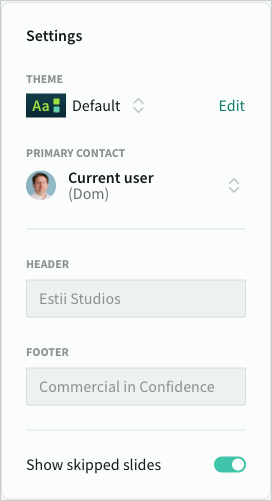 Settings
THEME
Aa Default Edit
PRIMARY CONTACT
Current user
(Dom)
HEADER
Estii Studios
FOOTER
Commercial in Confidence
Show skipped slides